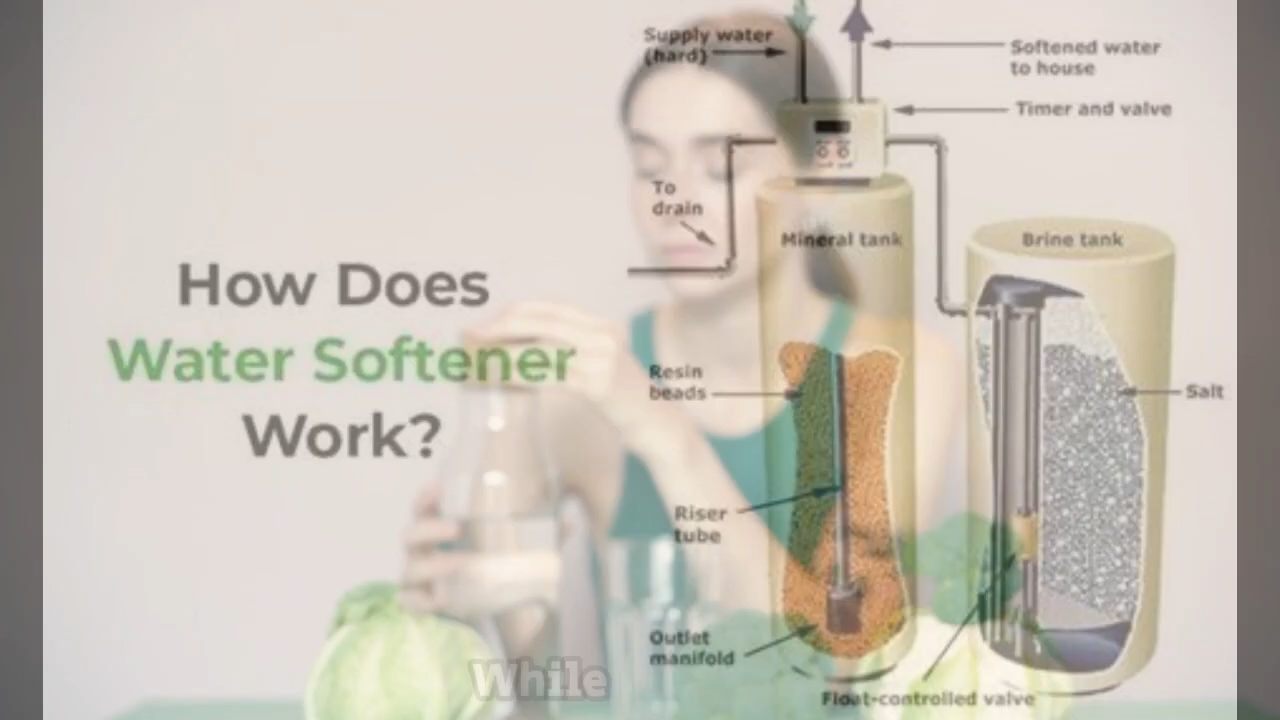 How Does
Water Softener
Work?
Supply water
(hard)
Softened water
to house
Timer and valve
To
drain
Mineral tank
Brine tank
Resin
beads
Salt
Riser
tube
Outlet
manifold
Float-controlled valve
While